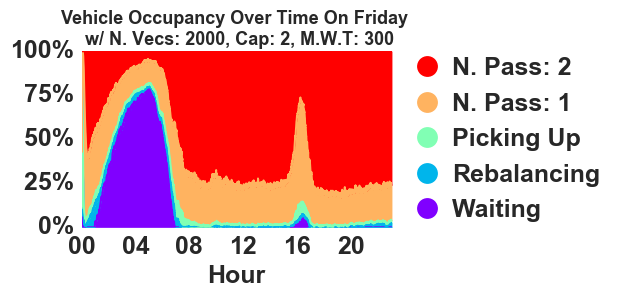 Vehicle Occupancy Over Time On Friday
w/ N. Vecs: 2000, Cap: 2, M.W.T: 300
100%
75%
50%
25%
0%
00 04 08 12 16 20
Hour
N. Pass: 2
N. Pass: 1
Picking Up
Rebalancing
Waiting